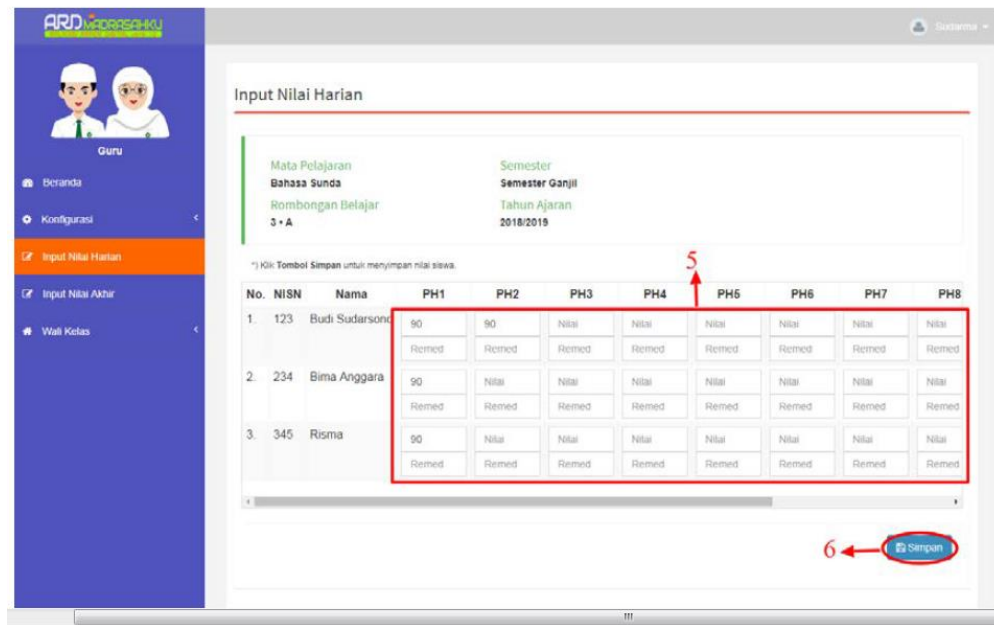 ARD MADRASAHKU
Sudarma
Guru
Beranda
Konfigurasi
Input Nilai Harian
Input Nilai Akhir
Wali Kelas
Input Nilai Harian
Mata Pelajaran
Bahasa Sunda
Semester
Semester Ganjil
Rombongan Belajar
3 - A
Tahun Ajaran
2018/2019
*) Klik Tombol Simpan untuk menyimpan nilai siswa.
5
No. NISN Nama PH1 PH2 PH3 PH4 PH5 PH6 PH7 PH8
1. 123 Budi Sudarsono 90 90 Nilai Nilai Nilai Nilai Nilai Nilai
Remed Remed Remed Remed Remed Remed Remed Remed
2. 234 Bima Anggara 90 Nilai Nilai Nilai Nilai Nilai Nilai Nilai
Remed Remed Remed Remed Remed Remed Remed Remed
3. 345 Risma 90 Nilai Nilai Nilai Nilai Nilai Nilai Nilai
Remed Remed Remed Remed Remed Remed Remed Remed
6
Simpan